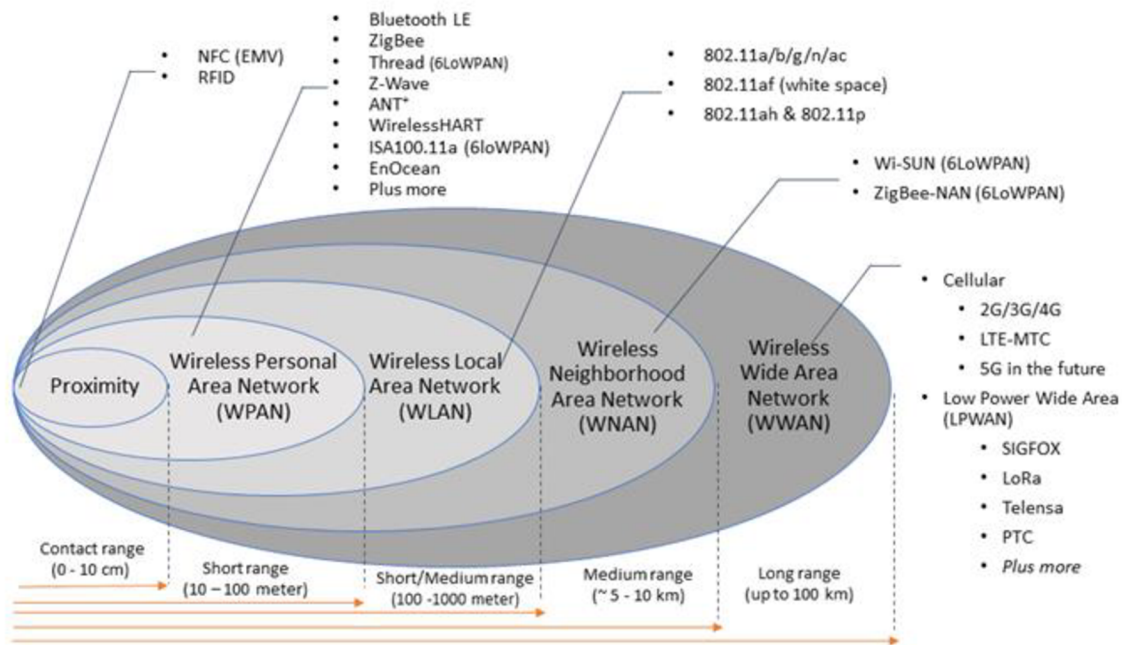 • NFC (EMV)
• RFID
• Bluetooth LE
• ZigBee
• Thread (6LoWPAN)
• Z-Wave
• ANT+
• WirelessHART
• ISA100.11a (6loWPAN)
• EnOcean
• Plus more
• 802.11a/b/g/n/ac
• 802.11af (white space)
• 802.11ah & 802.11p
• Wi-SUN (6LoWPAN)
• ZigBee-NAN (6LoWPAN)
• Cellular
• 2G/3G/4G
• LTE-MTC
• 5G in the future
• Low Power Wide Area
(LPWAN)
• SIGFOX
• LoRa
• Telensa
• PTC
• Plus more
Proximity
Wireless Personal
Area Network
(WPAN)
Wireless Local
Area Network
(WLAN)
Wireless
Neighborhood
Area Network
(WNAN)
Wireless
Wide Area
Network
(WWAN)
Contact range
(0 - 10 cm)
Short range
(10 – 100 meter)
Short/Medium range
(100 -1000 meter)
Medium range
(~ 5 - 10 km)
Long range
(up to 100 km)